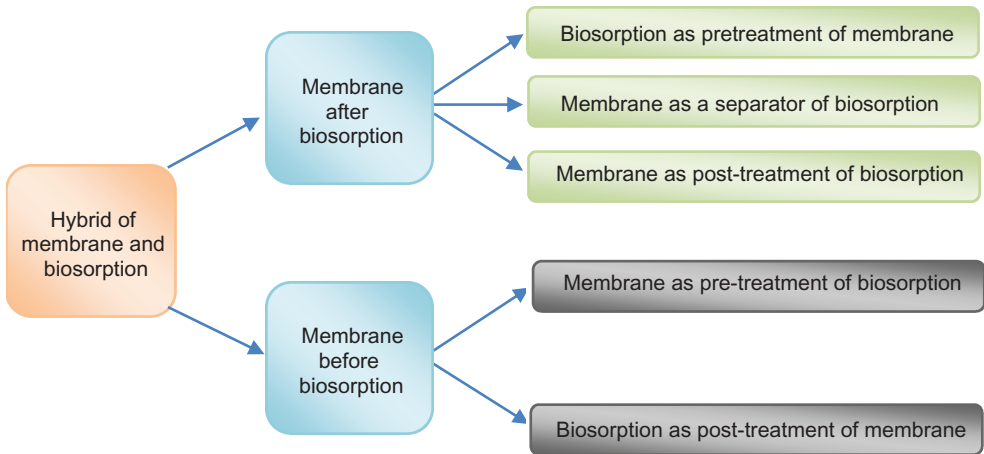 Hybrid of
membrane and
biosorption
Membrane
after
biosorption
Biosorption as pretreatment of membrane
Membrane as a separator of biosorption
Membrane as post-treatment of biosorption
Membrane
before
biosorption
Membrane as pre-treatment of biosorption
Biosorption as post-treatment of membrane